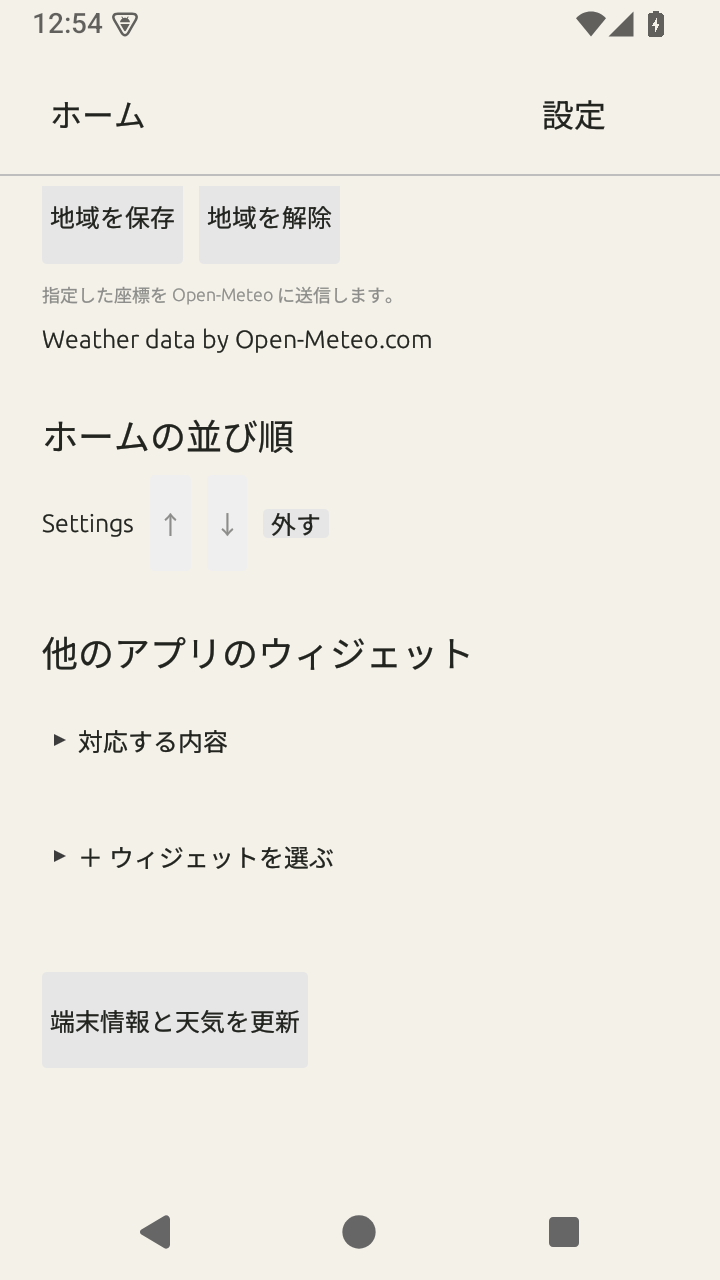 12:54
ホーム 設定
地域を保存 地域を解除
指定した座標を Open-Meteo に送信します。
Weather data by Open-Meteo.com
ホームの並び順
Settings ↑ ↓ 外す
他のアプリのウィジェット
▶ 対応する内容
▶ ＋ ウィジェットを選ぶ
端末情報と天気を更新